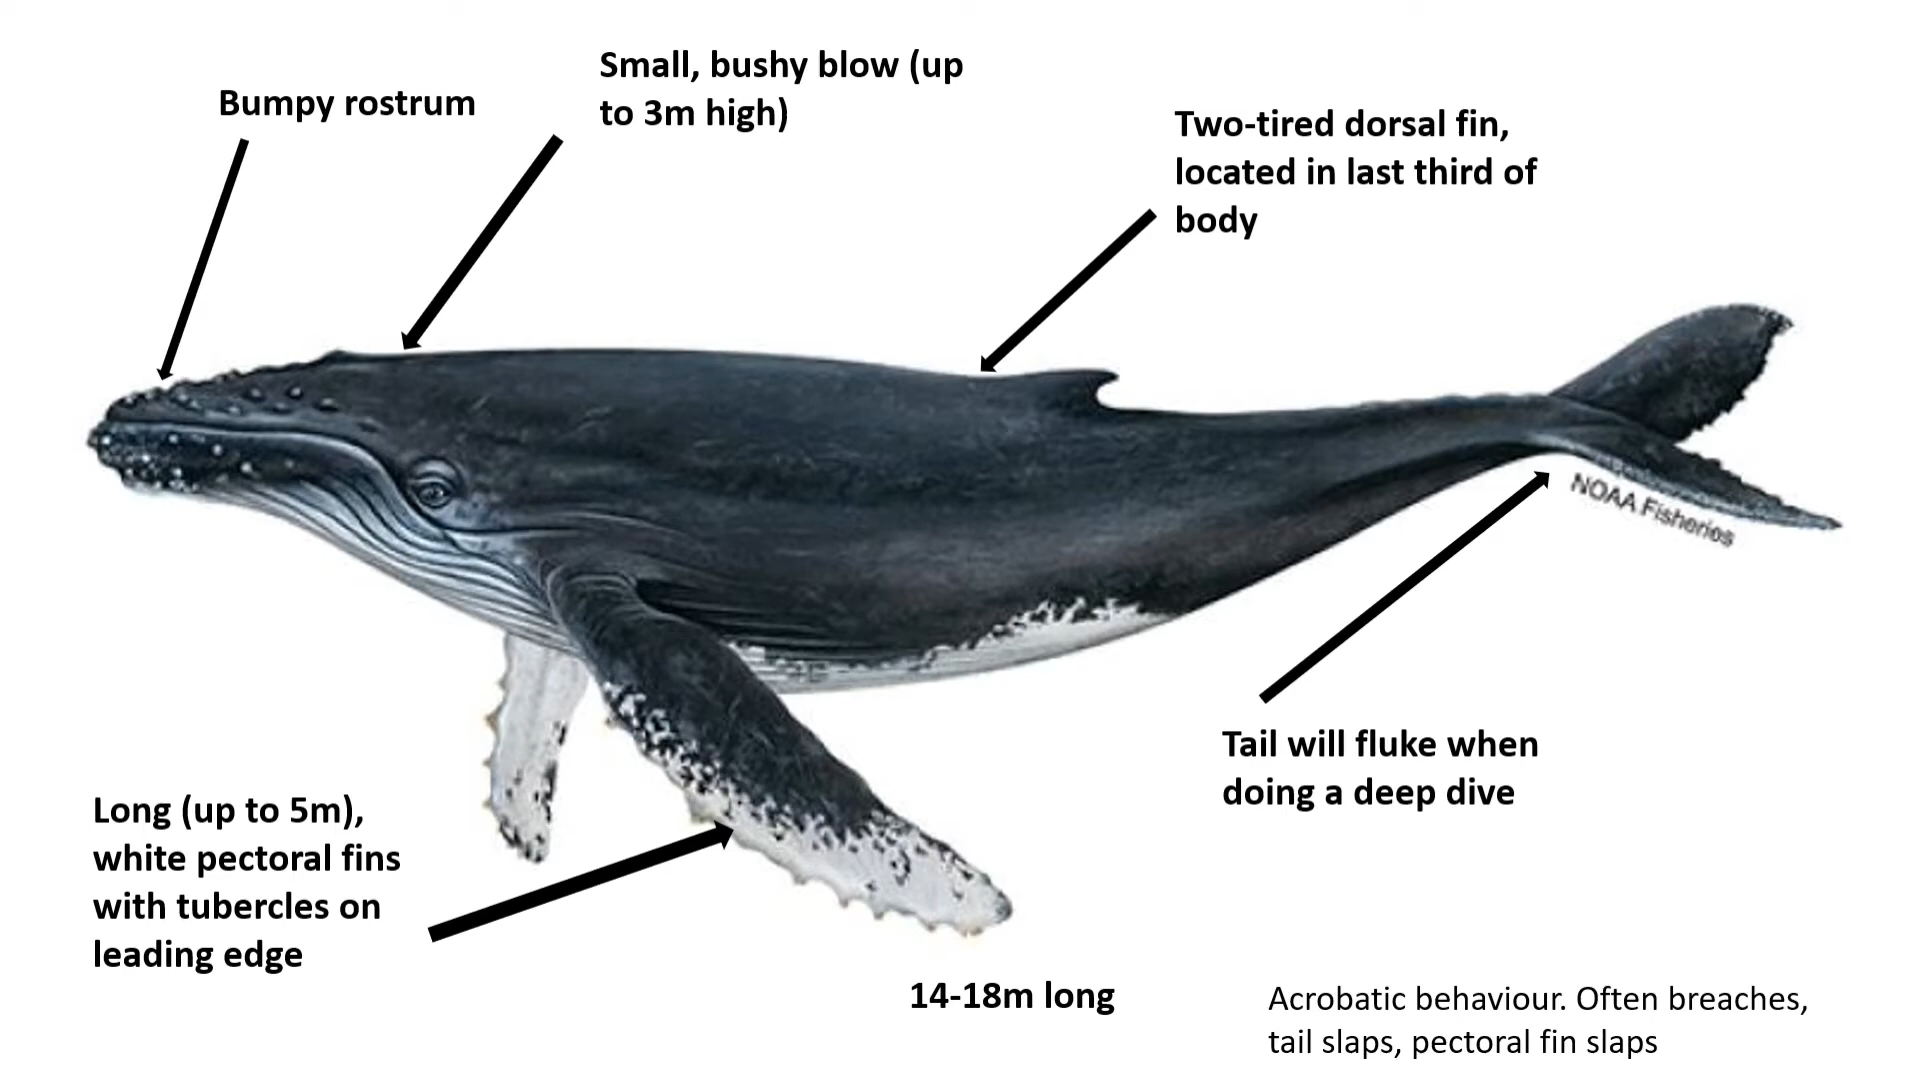 Bumpy rostrum
Small, bushy blow (up
to 3m high)
Two-tired dorsal fin,
located in last third of
body
NOAA Fisheries
Tail will fluke when
doing a deep dive
Long (up to 5m),
white pectoral fins
with tubercles on
leading edge
14-18m long
Acrobatic behaviour. Often breaches,
tail slaps, pectoral fin slaps